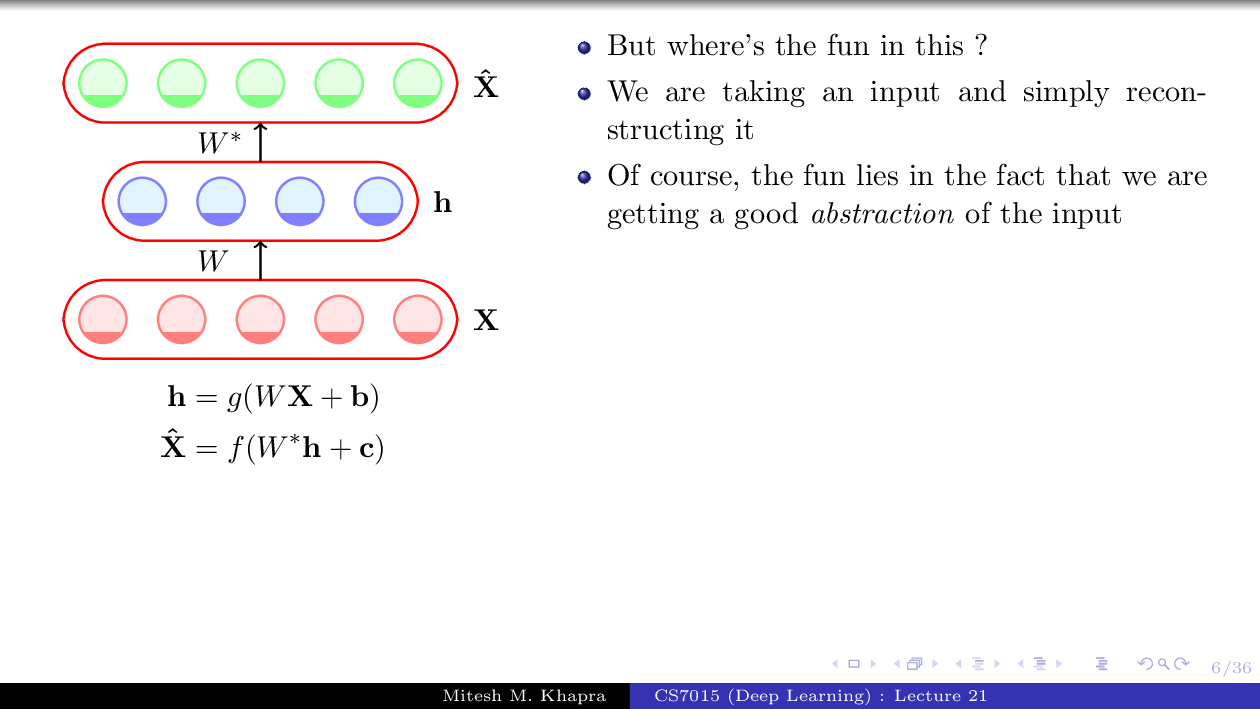 X̂
W*
h
W
X
h = g(WX + b)
X̂ = f(W*h + c)
But where's the fun in this ?
We are taking an input and simply recon-
structing it
Of course, the fun lies in the fact that we are
getting a good abstraction of the input
6/36
Mitesh M. Khapra
CS7015 (Deep Learning) : Lecture 21